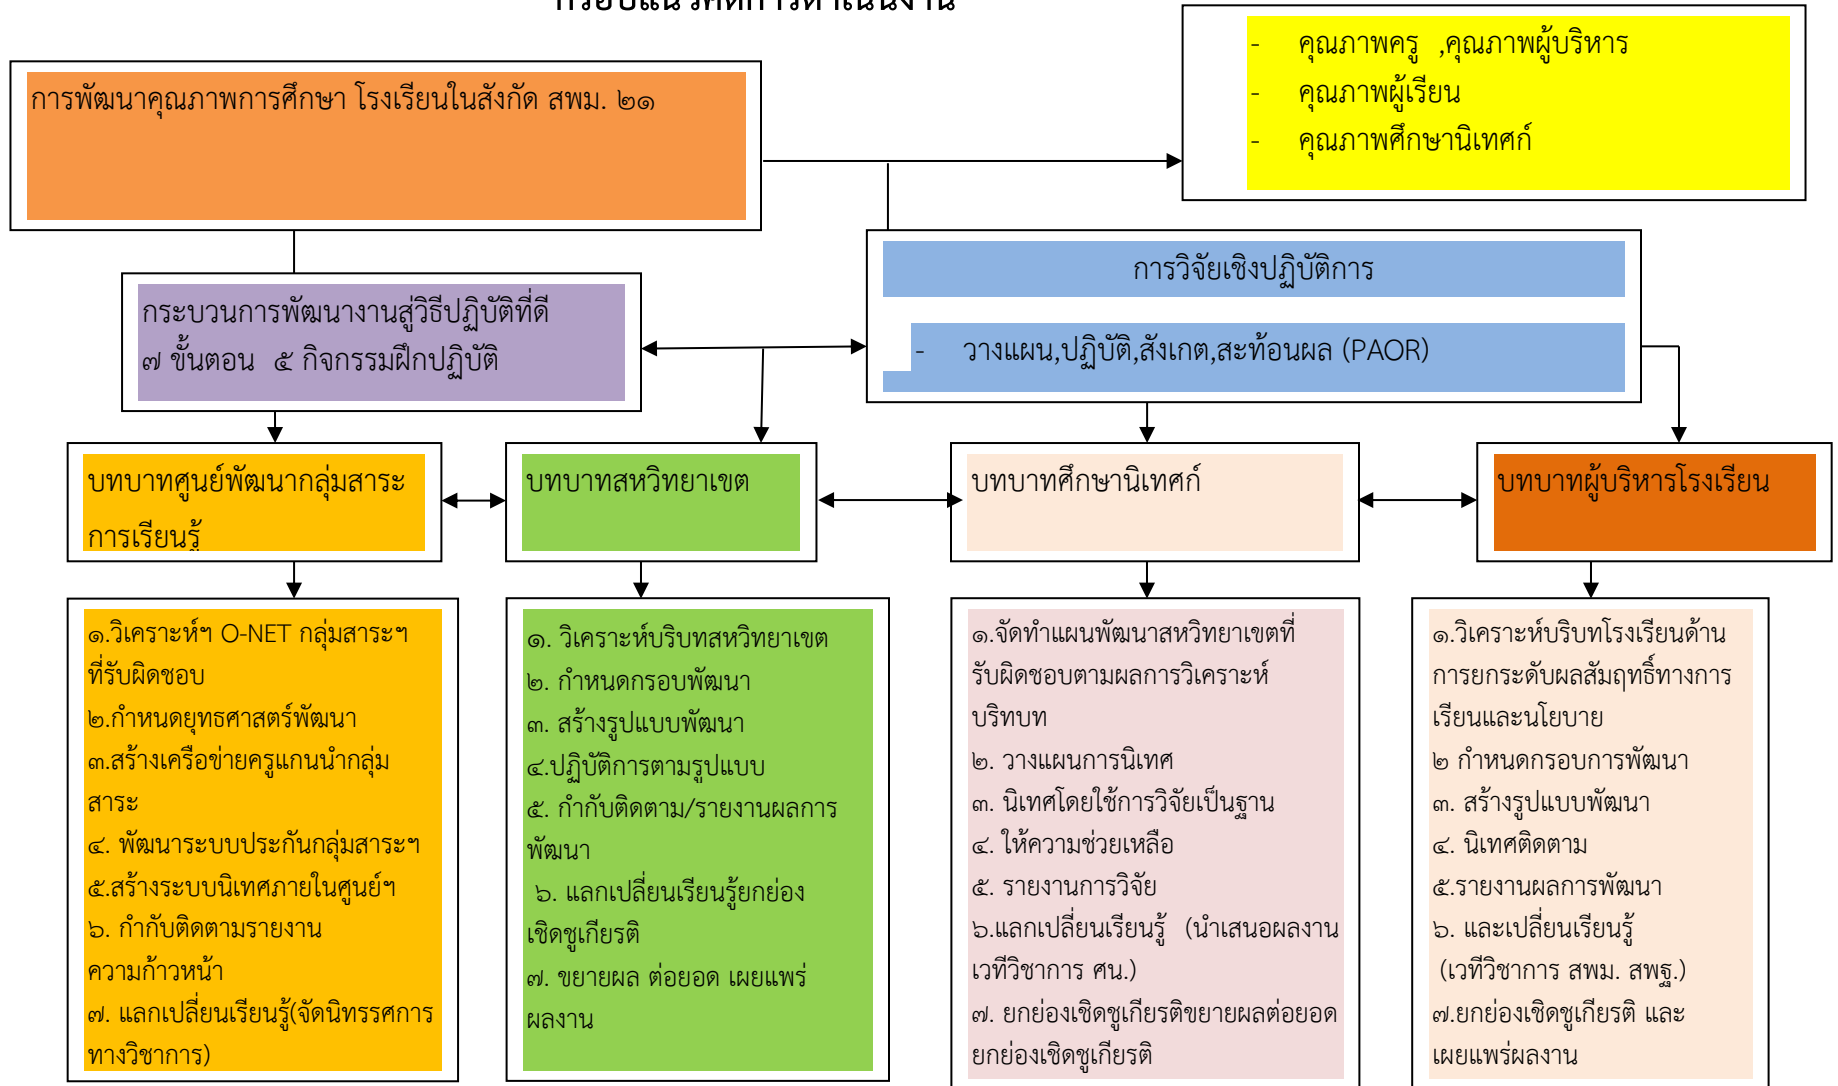 กรอบแนวคิดการดำเนินงาน
การพัฒนาคุณภาพการศึกษา โรงเรียนในสังกัด สพม. ๒๑
- คุณภาพครู ,คุณภาพผู้บริหาร
- คุณภาพผู้เรียน
- คุณภาพศึกษานิเทศก์
กระบวนการพัฒนางานสู่วิธีปฏิบัติที่ดี
๗ ขั้นตอน ๕ กิจกรรมฝึกปฏิบัติ
การวิจัยเชิงปฏิบัติการ
- วางแผน,ปฏิบัติ,สังเกต,สะท้อนผล (PAOR)
บทบาทศูนย์พัฒนากลุ่มสาระ
การเรียนรู้
บทบาทสหวิทยาเขต
บทบาทศึกษานิเทศก์
บทบาทผู้บริหารโรงเรียน
๑.วิเคราะห์ฯ O-NET กลุ่มสาระฯ
ที่รับผิดชอบ
๒.กำหนดยุทธศาสตร์พัฒนา
๓.สร้างเครือข่ายครูแกนนำกลุ่ม
สาระ
๔. พัฒนาระบบประกันกลุ่มสาระฯ
๕.สร้างระบบนิเทศภายในศูนย์ฯ
๖. กำกับติดตามรายงาน
ความก้าวหน้า
๗. แลกเปลี่ยนเรียนรู้(จัดนิทรรศการ
ทางวิชาการ)
๑. วิเคราะห์บริบทสหวิทยาเขต
๒. กำหนดกรอบพัฒนา
๓. สร้างรูปแบบพัฒนา
๔.ปฏิบัติการตามรูปแบบ
๕. กำกับติดตาม/รายงานผลการ
พัฒนา
๖. แลกเปลี่ยนเรียนรู้ยกย่อง
เชิดชูเกียรติ
๗. ขยายผล ต่อยอด เผยแพร่
ผลงาน
๑.จัดทำแผนพัฒนาสหวิทยาเขตที่
รับผิดชอบตามผลการวิเคราะห์
บริทบท
๒. วางแผนการนิเทศ
๓. นิเทศโดยใช้การวิจัยเป็นฐาน
๔. ให้ความช่วยเหลือ
๕. รายงานการวิจัย
๖.แลกเปลี่ยนเรียนรู้ (นำเสนอผลงาน
เวทีวิชาการ ศน.)
๗. ยกย่องเชิดชูเกียรติขยายผลต่อยอด
ยกย่องเชิดชูเกียรติ
๑.วิเคราะห์บริบทโรงเรียนด้าน
การยกระดับผลสัมฤทธิ์ทางการ
เรียนและนโยบาย
๒ กำหนดกรอบการพัฒนา
๓. สร้างรูปแบบพัฒนา
๔. นิเทศติดตาม
๕.รายงานผลการพัฒนา
๖. และเปลี่ยนเรียนรู้
(เวทีวิชาการ สพม. สพฐ.)
๗.ยกย่องเชิดชูเกียรติ และ
เผยแพร่ผลงาน